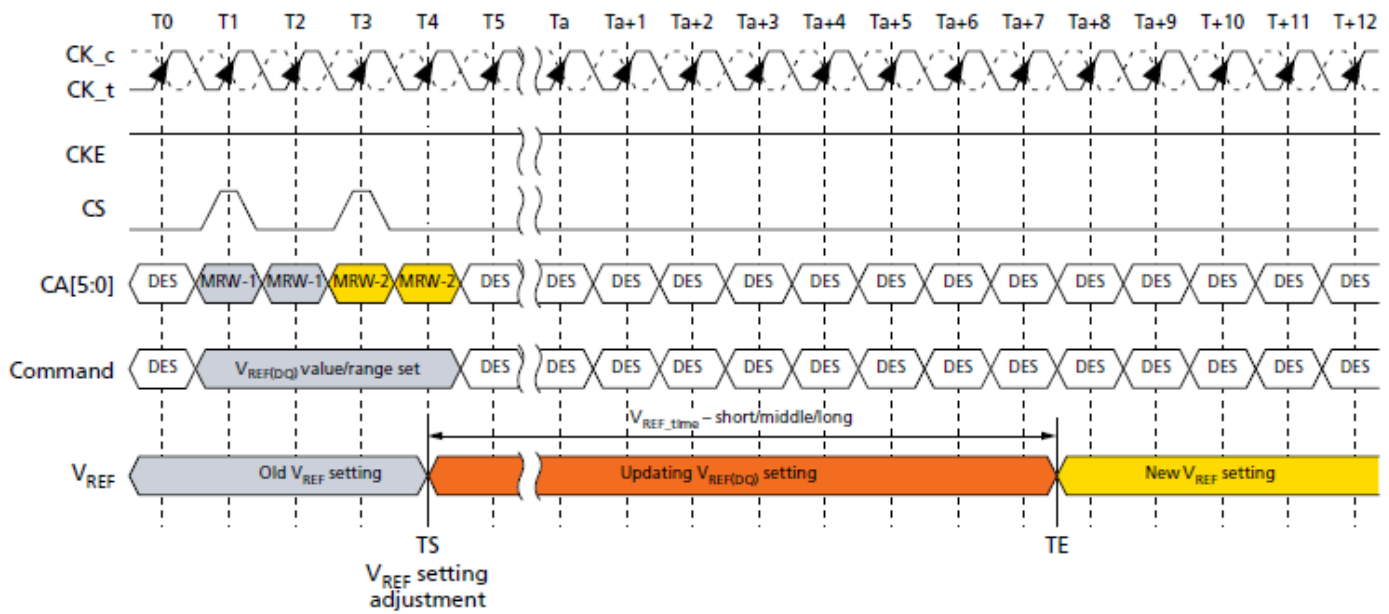 T0 T1 T2 T3 T4 T5 Ta Ta+1 Ta+2 Ta+3 Ta+4 Ta+5 Ta+6 Ta+7 Ta+8 Ta+9 T+10 T+11 T+12
CK_c
CK_t
CKE
CS
CA[5:0] DES MRW-1 MRW-1 MRW-2 MRW-2 DES DES DES DES DES DES DES DES DES DES DES DES DES DES
Command DES VREF(DQ) value/range set DES DES DES DES DES DES DES DES DES DES DES DES DES DES
VREF_time – short/middle/long
VREF Old VREF setting Updating VREF(DQ) setting New VREF setting
TS TE
VREF setting
adjustment